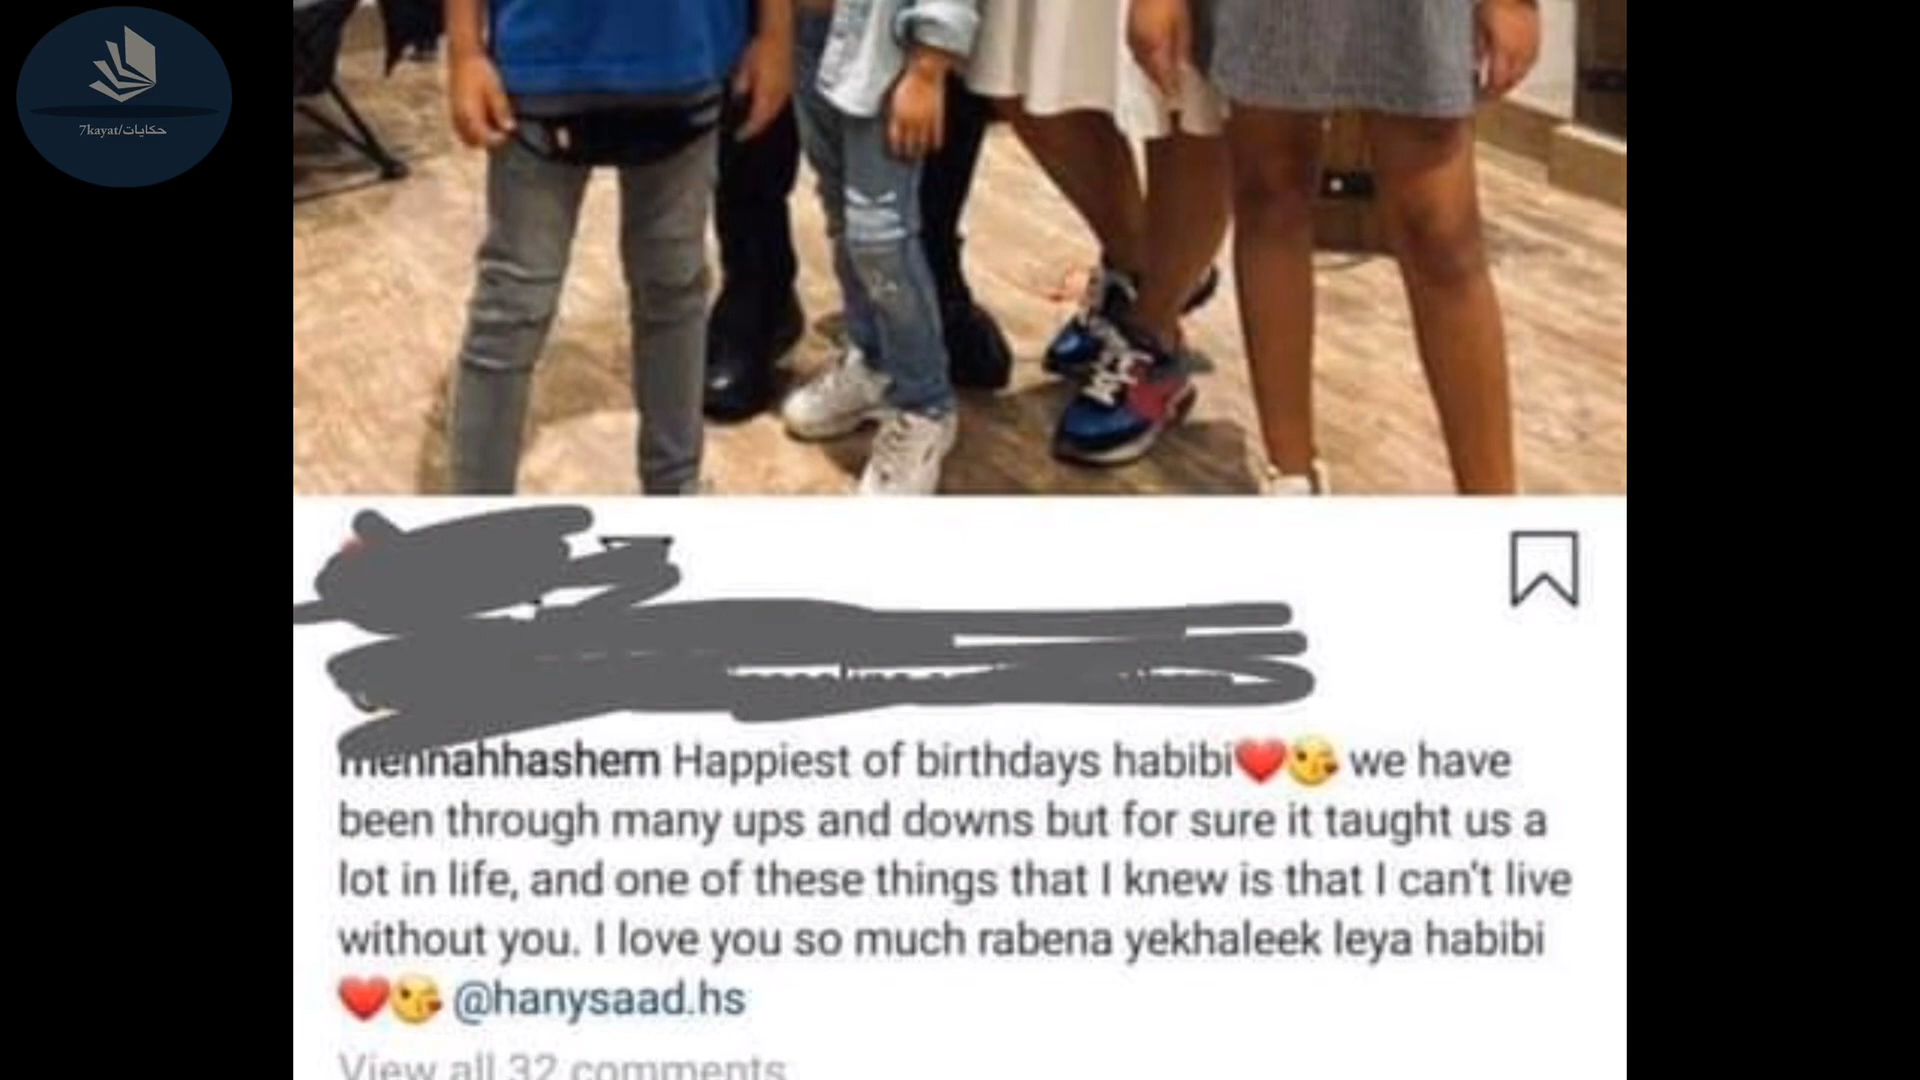 7kayat/حكايات
mennahhashem Happiest of birthdays habibi❤️😘 we have
been through many ups and downs but for sure it taught us a
lot in life, and one of these things that I knew is that I can't live
without you. I love you so much rabena yekhaleek leya habibi
❤️😘 @hanysaad.hs
View all 32 comments